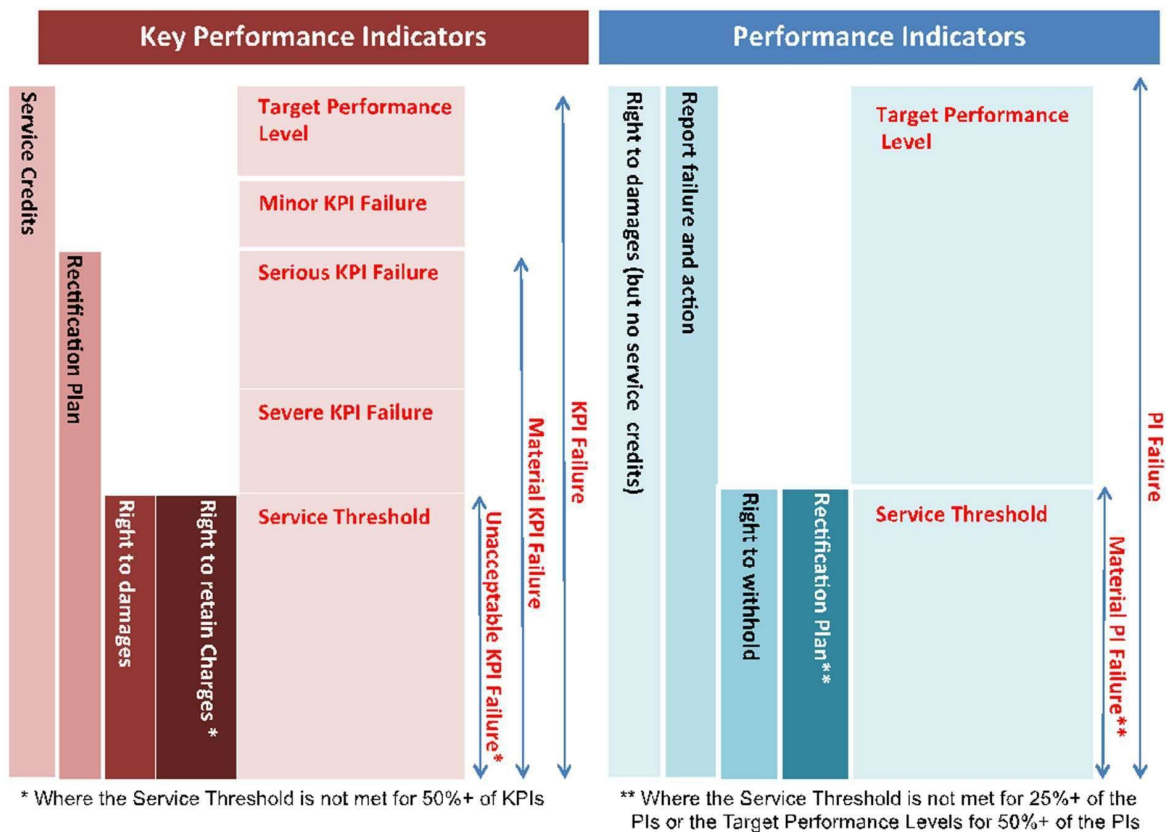 Key Performance Indicators
Service Credits
Rectification Plan
Right to damages
Right to retain Charges *
Target Performance
Level
Minor KPI Failure
Serious KPI Failure
Severe KPI Failure
Service Threshold
Unacceptable KPI Failure*
Material KPI Failure
KPI Failure
* Where the Service Threshold is not met for 50%+ of KPIs
Performance Indicators
Right to damages (but no service credits)
Report failure and action
Right to withhold
Rectification Plan**
Target Performance
Level
Service Threshold
Material PI Failure**
PI Failure
** Where the Service Threshold is not met for 25%+ of the
PIs or the Target Performance Levels for 50%+ of the PIs